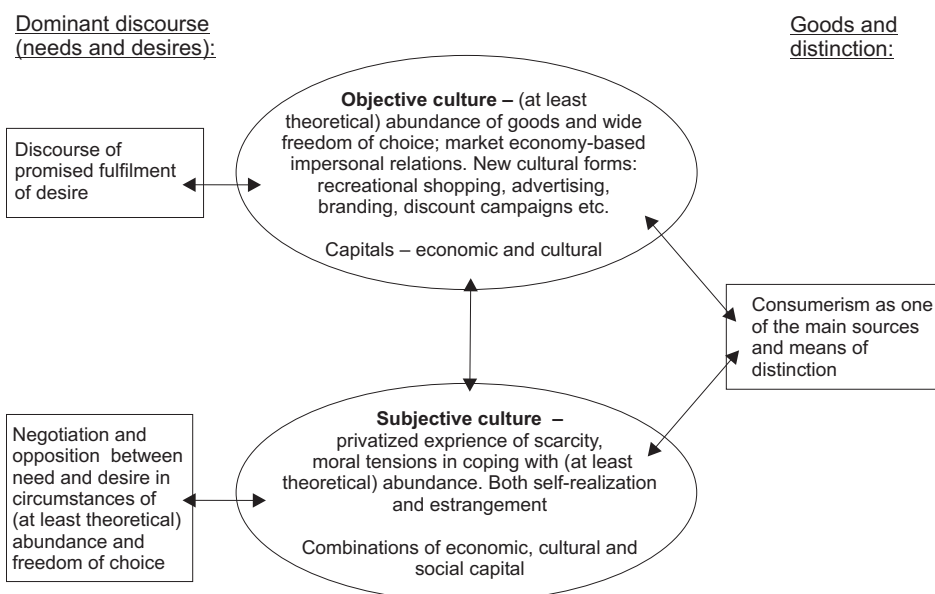 Dominant discourse
(needs and desires):
Goods and
distinction:
Objective culture – (at least
theoretical) abundance of goods and wide
freedom of choice; market economy-based
impersonal relations. New cultural forms:
recreational shopping, advertising,
branding, discount campaigns etc.
Capitals – economic and cultural
Discourse of
promised fulfilment
of desire
Consumerism as one
of the main sources
and means of
distinction
Subjective culture –
privatized exprience of scarcity,
moral tensions in coping with (at least
theoretical) abundance. Both self-realization
and estrangement
Combinations of economic, cultural and
social capital
Negotiation and
opposition between
need and desire in
circumstances of
(at least theoretical)
abundance and
freedom of choice